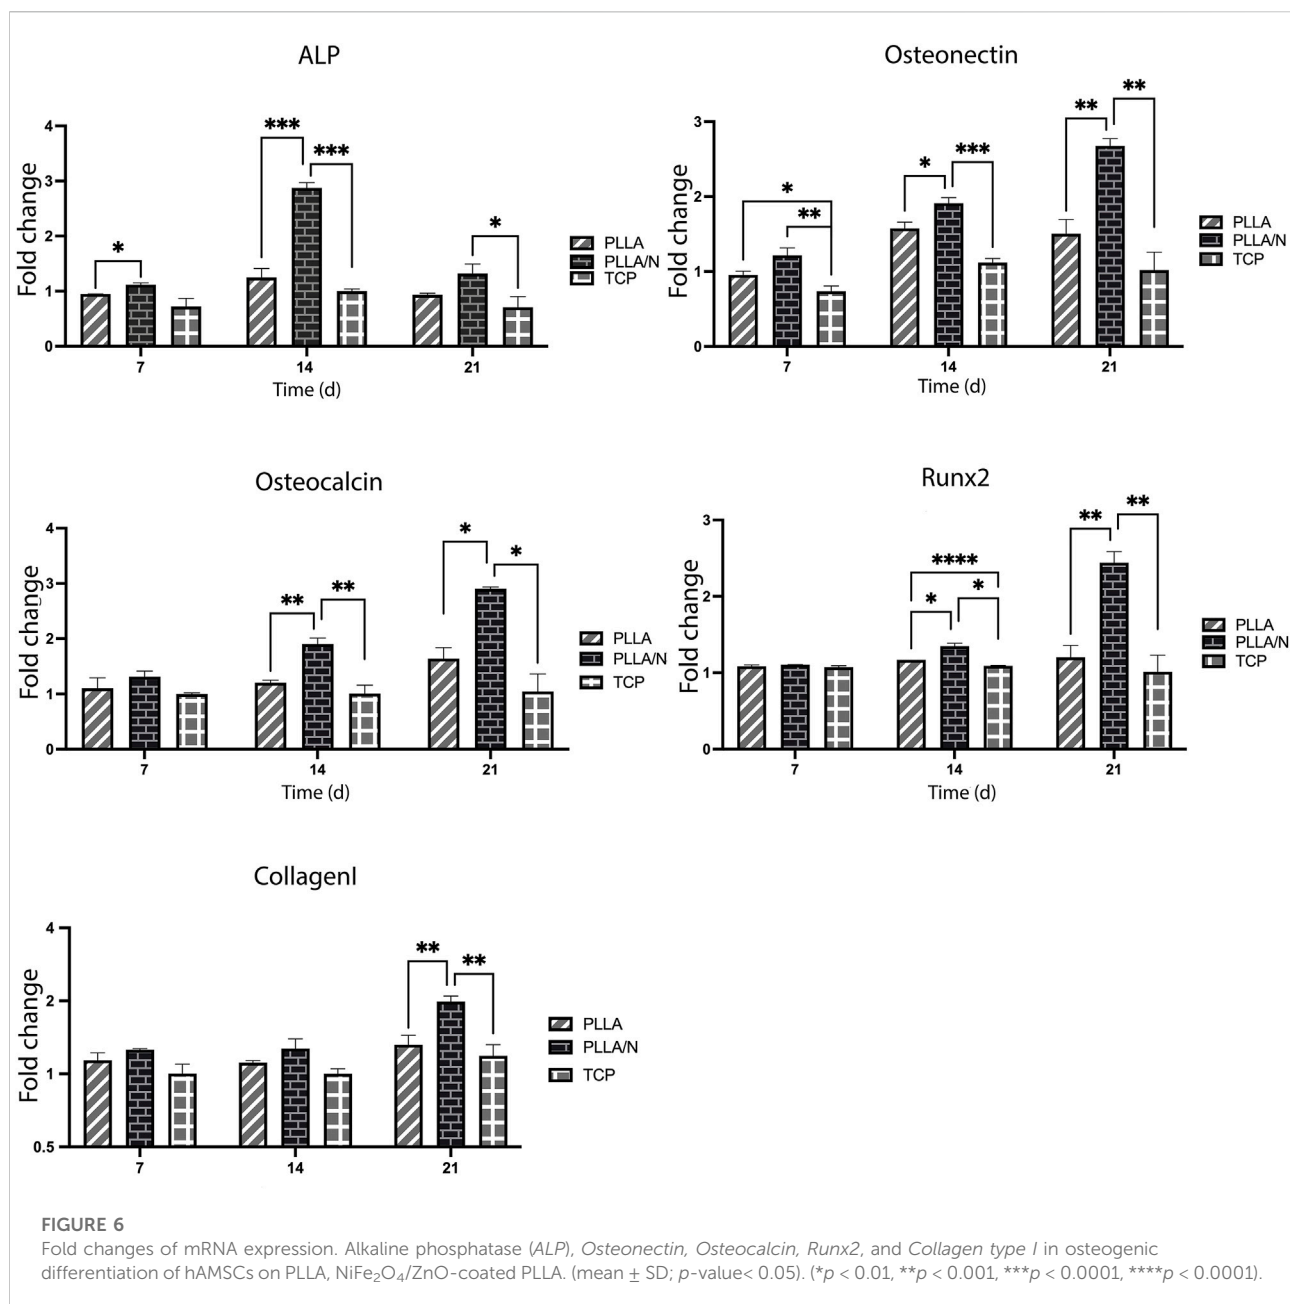 ALP
***
***
*
*
Fold change
4
3
2
1
0
7
14
21
Time (d)
PLLA
PLLA/N
TCP
Osteonectin
**
**
*
***
*
**
Fold change
3
2
1
0
7
14
21
Time (d)
PLLA
PLLA/N
TCP
Osteocalcin
*
*
**
**
Fold change
4
3
2
1
0
7
14
21
Time (d)
PLLA
PLLA/N
TCP
Runx2
**
**
****
*
*
Fold change
3
2
1
0
7
14
21
Time (d)
PLLA
PLLA/N
TCP
CollagenI
**
**
Fold change
4
2
1
0.5
7
14
21
PLLA
PLLA/N
TCP
FIGURE 6
Fold changes of mRNA expression. Alkaline phosphatase (ALP), Osteonectin, Osteocalcin, Runx2, and Collagen type I in osteogenic
differentiation of hAMSCs on PLLA, NiFe₂O₄/ZnO-coated PLLA. (mean ± SD; p-value< 0.05). (*p < 0.01, **p < 0.001, ***p < 0.0001, ****p < 0.0001).